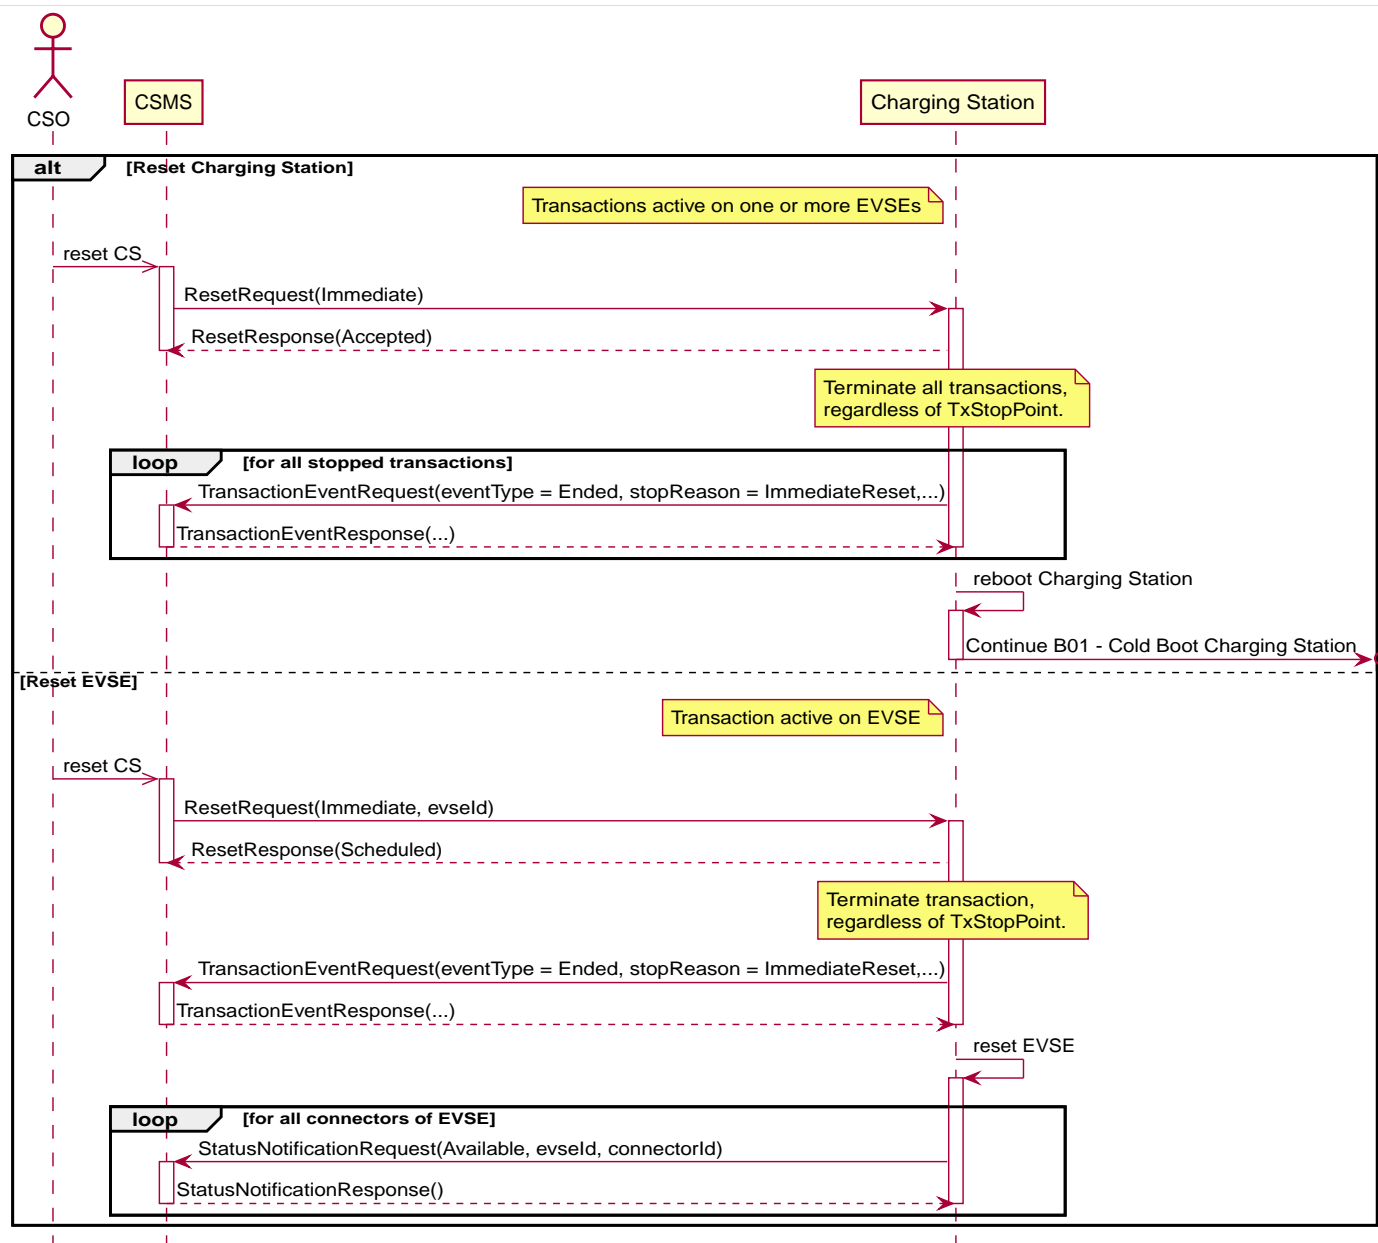 CSO
CSMS
Charging Station
alt
[Reset Charging Station]
Transactions active on one or more EVSEs
reset CS
ResetRequest(Immediate)
ResetResponse(Accepted)
Terminate all transactions,
regardless of TxStopPoint.
loop
[for all stopped transactions]
TransactionEventRequest(eventType = Ended, stopReason = ImmediateReset,...)
TransactionEventResponse(...)
reboot Charging Station
Continue B01 - Cold Boot Charging Station
[Reset EVSE]
Transaction active on EVSE
reset CS
ResetRequest(Immediate, evseId)
ResetResponse(Scheduled)
Terminate transaction,
regardless of TxStopPoint.
TransactionEventRequest(eventType = Ended, stopReason = ImmediateReset,...)
TransactionEventResponse(...)
reset EVSE
loop
[for all connectors of EVSE]
StatusNotificationRequest(Available, evseId, connectorId)
StatusNotificationResponse()